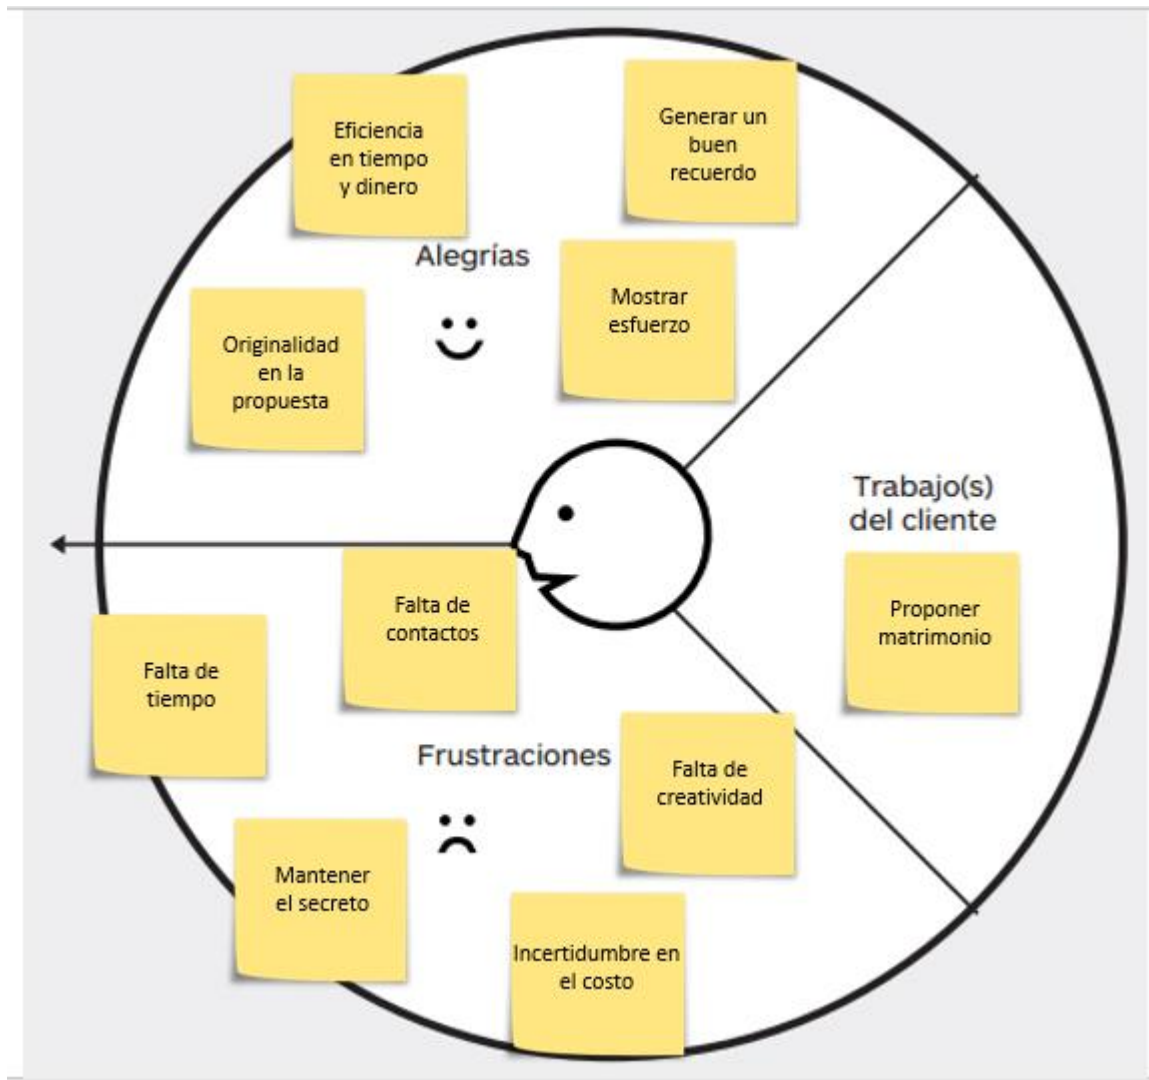 Eficiencia
en tiempo
y dinero
Generar un
buen
recuerdo
Alegrías
Mostrar
esfuerzo
Originalidad
en la
propuesta
Trabajo(s)
del cliente
Proponer
matrimonio
Falta de
contactos
Falta de
tiempo
Frustraciones
Falta de
creatividad
Mantener
el secreto
Incertidumbre en
el costo